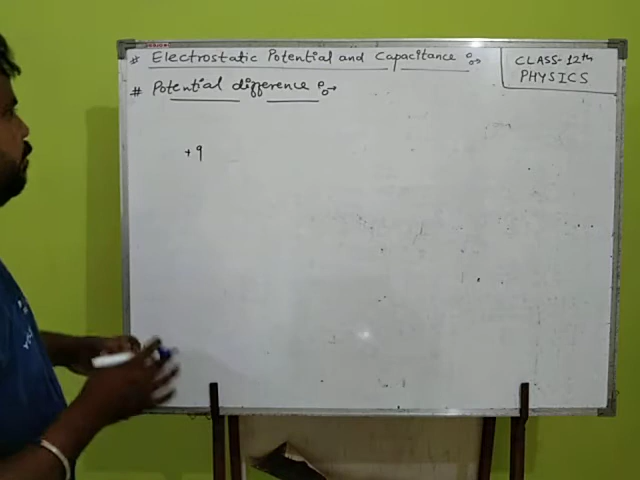 # Electrostatic Potential and Capacitance :→
CLASS-12th
PHYSICS
# Potential difference :→
+q